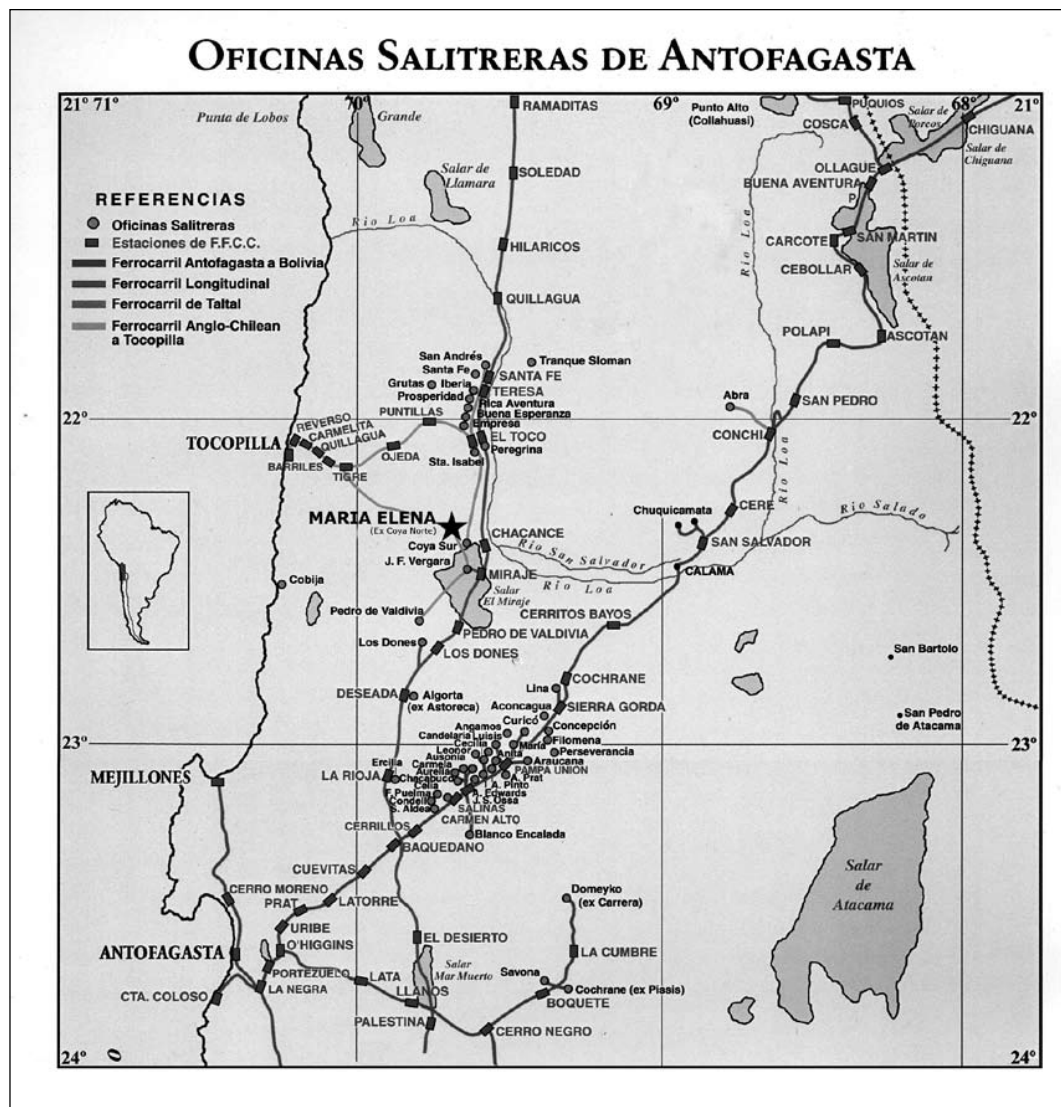 OFICINAS SALITRERAS DE ANTOFAGASTA
21° 71°
70°
69°
68° 21°
Punta de Lobos
Grande
RAMADITAS
Punto Alto
(Collahuasi)
PUQUIOS
COSCA
Salar de
Porcos
CHIGUANA
Salar de
Chiguana
OLLAGUE
BUENA AVENTURA
P
SOLEDAD
Salar de
Llamara
REFERENCIAS
Oficinas Salitreras
Estaciones de F.F.C.C.
Ferrocarril Antofagasta a Bolivia
Ferrocarril Longitudinal
Ferrocarril de Taltal
Ferrocarril Anglo-Chilean
a Tocopilla
Río Loa
Río Loa
HILARICOS
CARCOTE
SAN MARTIN
CEBOLLAR
Salar de
Ascotan
QUILLAGUA
POLAPI
ASCOTAN
San Andrés
Tranque Sloman
Santa Fe
SANTA FE
Grutas
Iberia
TERESA
Prosperidad
Rica Aventura
Abra
SAN PEDRO
PUNTILLAS
Buena Esperanza
Empresa
22°
22°
REVERSO
CARMELITA
QUILLAGUA
TOCOPILLA
EL TOCO
CONCHI
BARRILES
OJEDA
Peregrina
TIGRE
Sta. Isabel
Río Loa
MARIA ELENA
(Ex Coya Norte)
Chuquicamata
CERE
Río Salado
CHACANCE
SAN SALVADOR
Coya Sur
Río San Salvador
J. F. Vergara
MIRAJE
CALAMA
Río Loa
Cobija
Salar
El Miraje
Pedro de Valdivia
CERRITOS BAYOS
PEDRO DE VALDIVIA
Los Dones
LOS DONES
San Bartolo
COCHRANE
DESEADA
Algorta
(ex Astoreca)
Lina
SIERRA GORDA
Aconcagua
San Pedro
de Atacama
Curicó
Angamos
Concepción
Candelaria
Luisis
Filomena
23°
23°
Cecilia
María
Perseverancia
Leonor
Anita
Ausonia
Araucana
Ercilia
Carmela
PAMPA UNIÓN
MEJILLONES
LA RIOJA
Aurelia
A. Prat
Chacabuco
A. Pinto
Celia
A. Edwards
F. Puelma
J. S. Ossa
Condell
SALINAS
S. Aldea
CARMEN ALTO
CERRILLOS
Blanco Encalada
BAQUEDANO
CUEVITAS
Salar
de
Atacama
CERRO MORENO
Domeyko
(ex Carrera)
PRAT
LATORRE
URIBE
EL DESIERTO
O'HIGGINS
LA CUMBRE
ANTOFAGASTA
PORTEZUELO
LATA
Salar
Mar Muerto
Savona
LA NEGRA
Cochrane (ex Pissis)
CTA. COLOSO
LLANOS
BOQUETE
PALESTINA
CERRO NEGRO
24°
24°